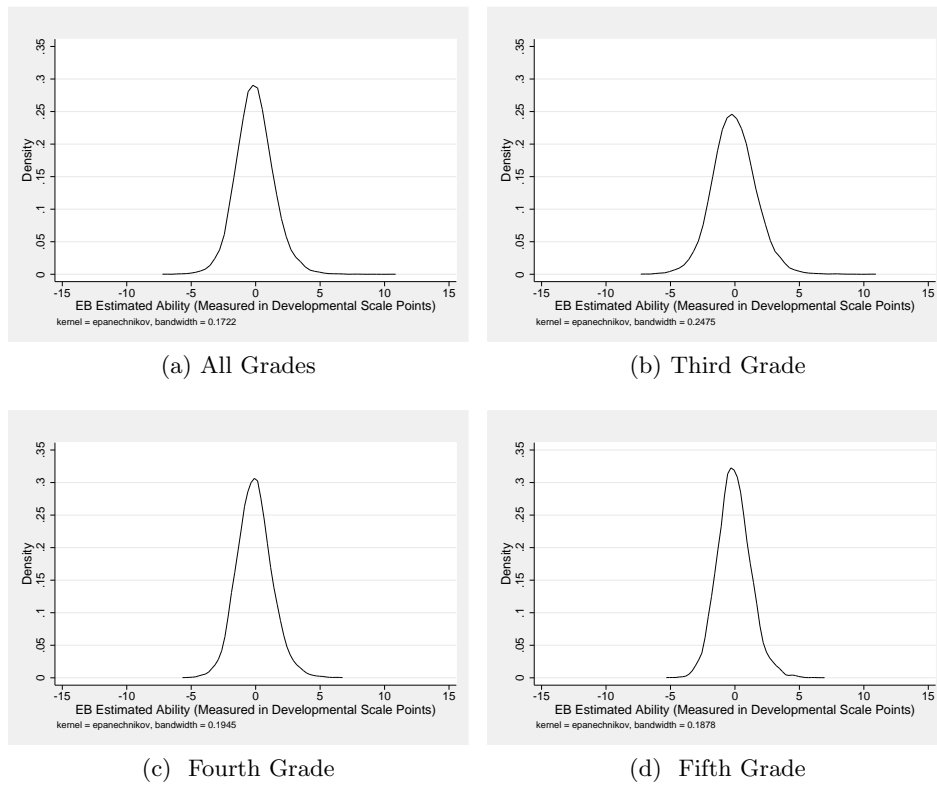 Density
.35
.3
.25
.2
.15
.1
.05
0
-15 -10 -5 0 5 10 15
EB Estimated Ability (Measured in Developmental Scale Points)
kernel = epanechnikov, bandwidth = 0.1722
(a) All Grades
Density
.35
.3
.25
.2
.15
.1
.05
0
-15 -10 -5 0 5 10 15
EB Estimated Ability (Measured in Developmental Scale Points)
kernel = epanechnikov, bandwidth = 0.2475
(b) Third Grade
Density
.35
.3
.25
.2
.15
.1
.05
0
-15 -10 -5 0 5 10 15
EB Estimated Ability (Measured in Developmental Scale Points)
kernel = epanechnikov, bandwidth = 0.1945
(c) Fourth Grade
Density
.35
.3
.25
.2
.15
.1
.05
0
-15 -10 -5 0 5 10 15
EB Estimated Ability (Measured in Developmental Scale Points)
kernel = epanechnikov, bandwidth = 0.1878
(d) Fifth Grade